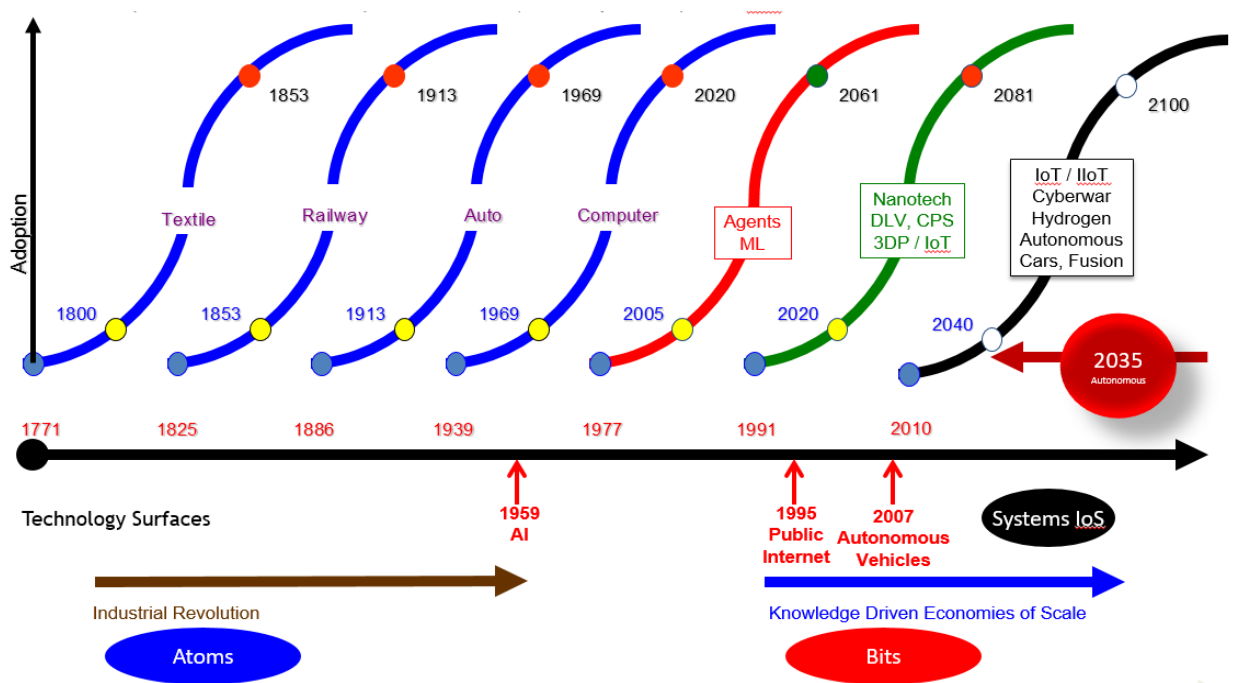 1853
1913
1969
2020
2061
2081
2100
Adoption
Textile
Railway
Auto
Computer
Agents
ML
Nanotech
DLV, CPS
3DP / IoT
IoT / IIoT
Cyberwar
Hydrogen
Autonomous
Cars, Fusion
1800
1853
1913
1969
2005
2020
2040
2035
Autonomous
1771
1825
1886
1939
1977
1991
2010
Technology Surfaces
1959
AI
1995
Public
Internet
2007
Autonomous
Vehicles
Systems IoS
Industrial Revolution
Knowledge Driven Economies of Scale
Atoms
Bits